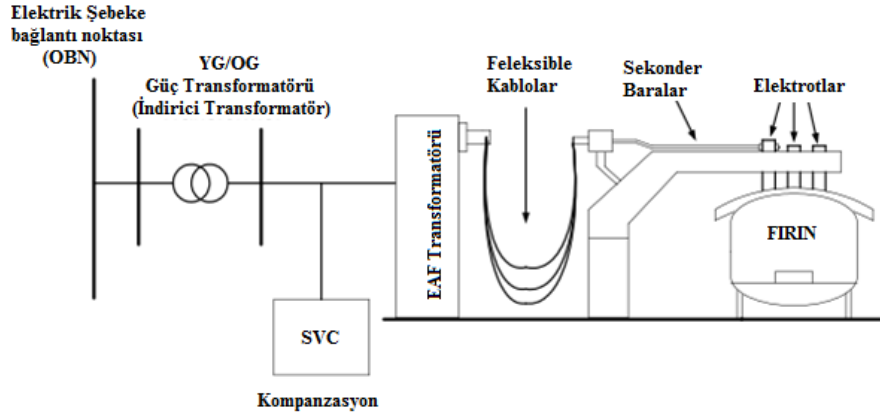 Elektrik Şebeke
bağlantı noktası
(OBN)
YG/OG
Güç Transformatörü
(İndirici Transformatör)
Feleksible
Kablolar
Sekonder
Baralar
Elektrotlar
EAF Transformatörü
FIRIN
SVC
Kompanzasyon